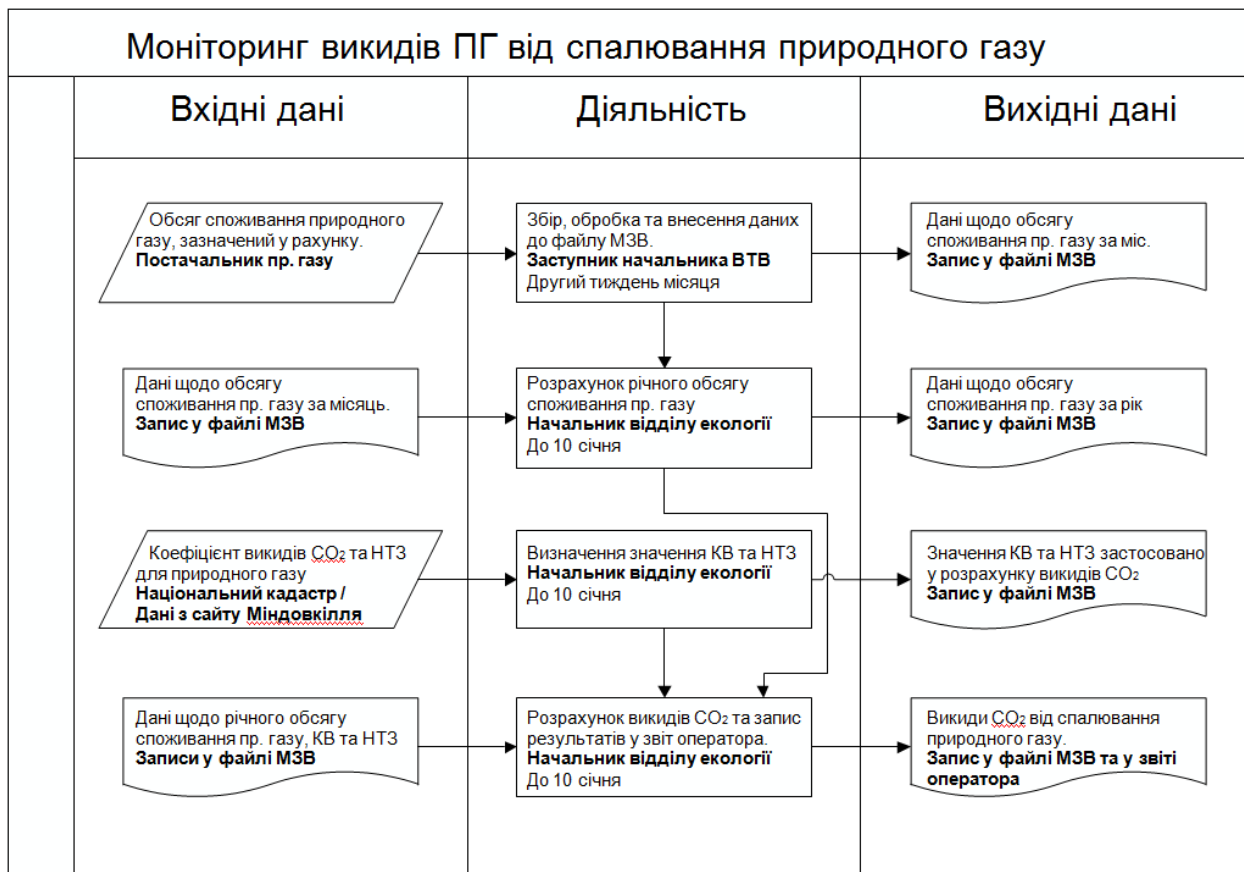 Моніторинг викидів ПГ від спалювання природного газу
Вхідні дані
Діяльність
Вихідні дані
Обсяг споживання природного
газу, зазначений у рахунку.
Постачальник пр. газу
Збір, обробка та внесення даних
до файлу МЗВ.
Заступник начальника ВТВ
Другий тиждень місяця
Дані щодо обсягу
споживання пр. газу за міс.
Запис у файлі МЗВ
Дані щодо обсягу
споживання пр. газу за місяць.
Запис у файлі МЗВ
Розрахунок річного обсягу
споживання пр. газу
Начальник відділу екології
До 10 січня
Дані щодо обсягу
споживання пр. газу за рік
Запис у файлі МЗВ
Коефіцієнт викидів СО₂ та НТЗ
для природного газу
Національний кадастр /
Дані з сайту Міндовкілля
Визначення значення КВ та НТЗ
Начальник відділу екології
До 10 січня
Значення КВ та НТЗ застосовано
у розрахунку викидів СО₂
Запис у файлі МЗВ
Дані щодо річного обсягу
споживання пр. газу, КВ та НТЗ
Записи у файлі МЗВ
Розрахунок викидів СО₂ та запис
результатів у звіт оператора.
Начальник відділу екології
До 10 січня
Викиди СО₂ від спалювання
природного газу.
Запис у файлі МЗВ та у звіті
оператора